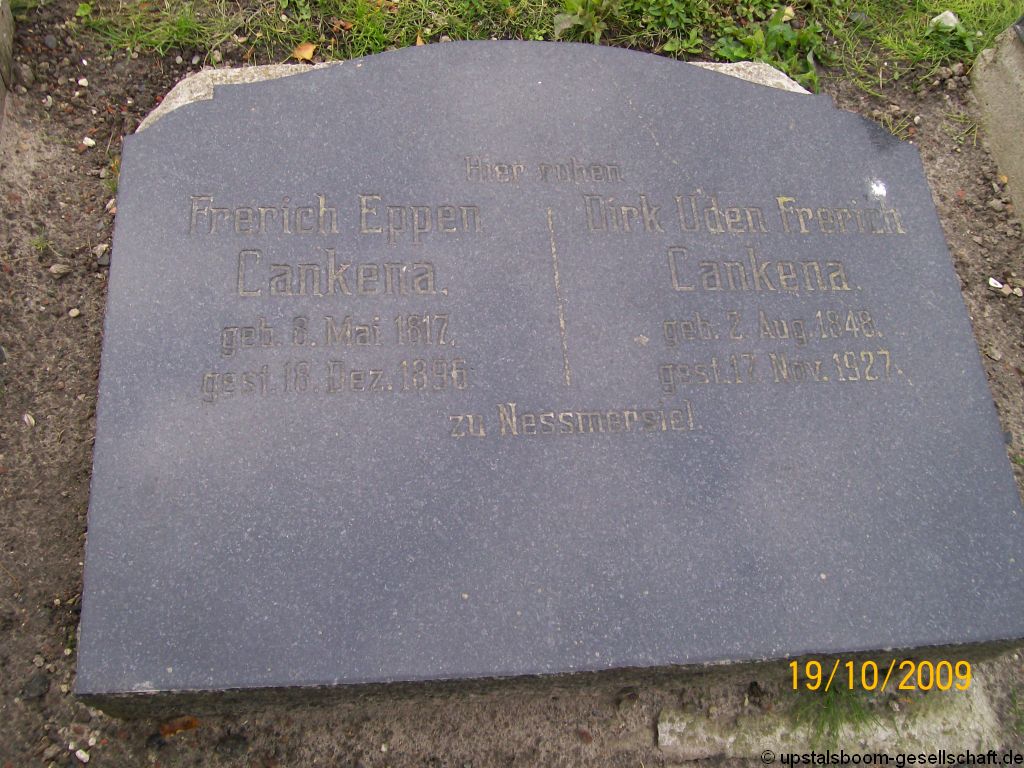 Hier ruhen
Frerich Eppen
Cankena.
geb. 8. Mai 1817.
gest. 18. Dez. 1896
Dirk Uden Frerich
Cankena.
geb. 2. Aug. 1848.
gest. 17. Nov. 1927.
zu Nessmersiel.
19/10/2009
© upstalsboom-gesellschaft.de